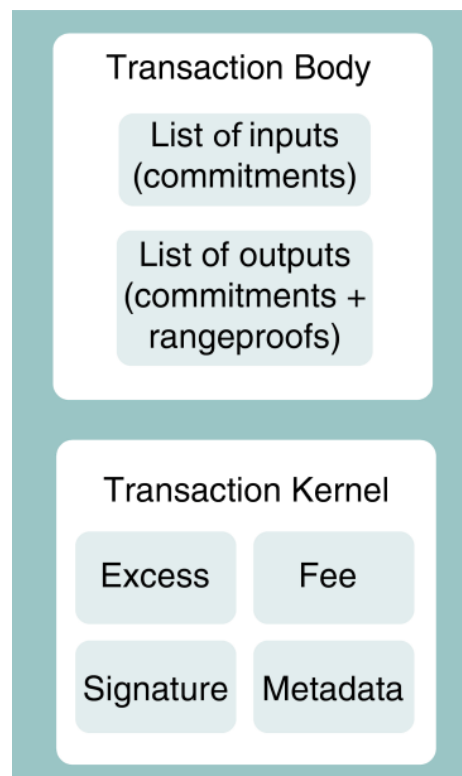 Transaction Body
List of inputs
(commitments)
List of outputs
(commitments +
rangeproofs)
Transaction Kernel
Excess
Fee
Signature
Metadata